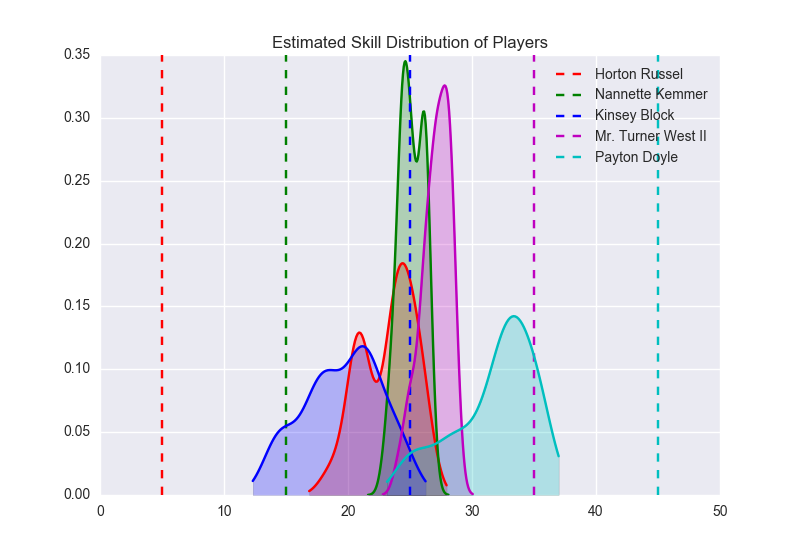 Estimated Skill Distribution of Players
0.35
0.30
0.25
0.20
0.15
0.10
0.05
0.00
0 10 20 30 40 50
Horton Russel
Nannette Kemmer
Kinsey Block
Mr. Turner West II
Payton Doyle